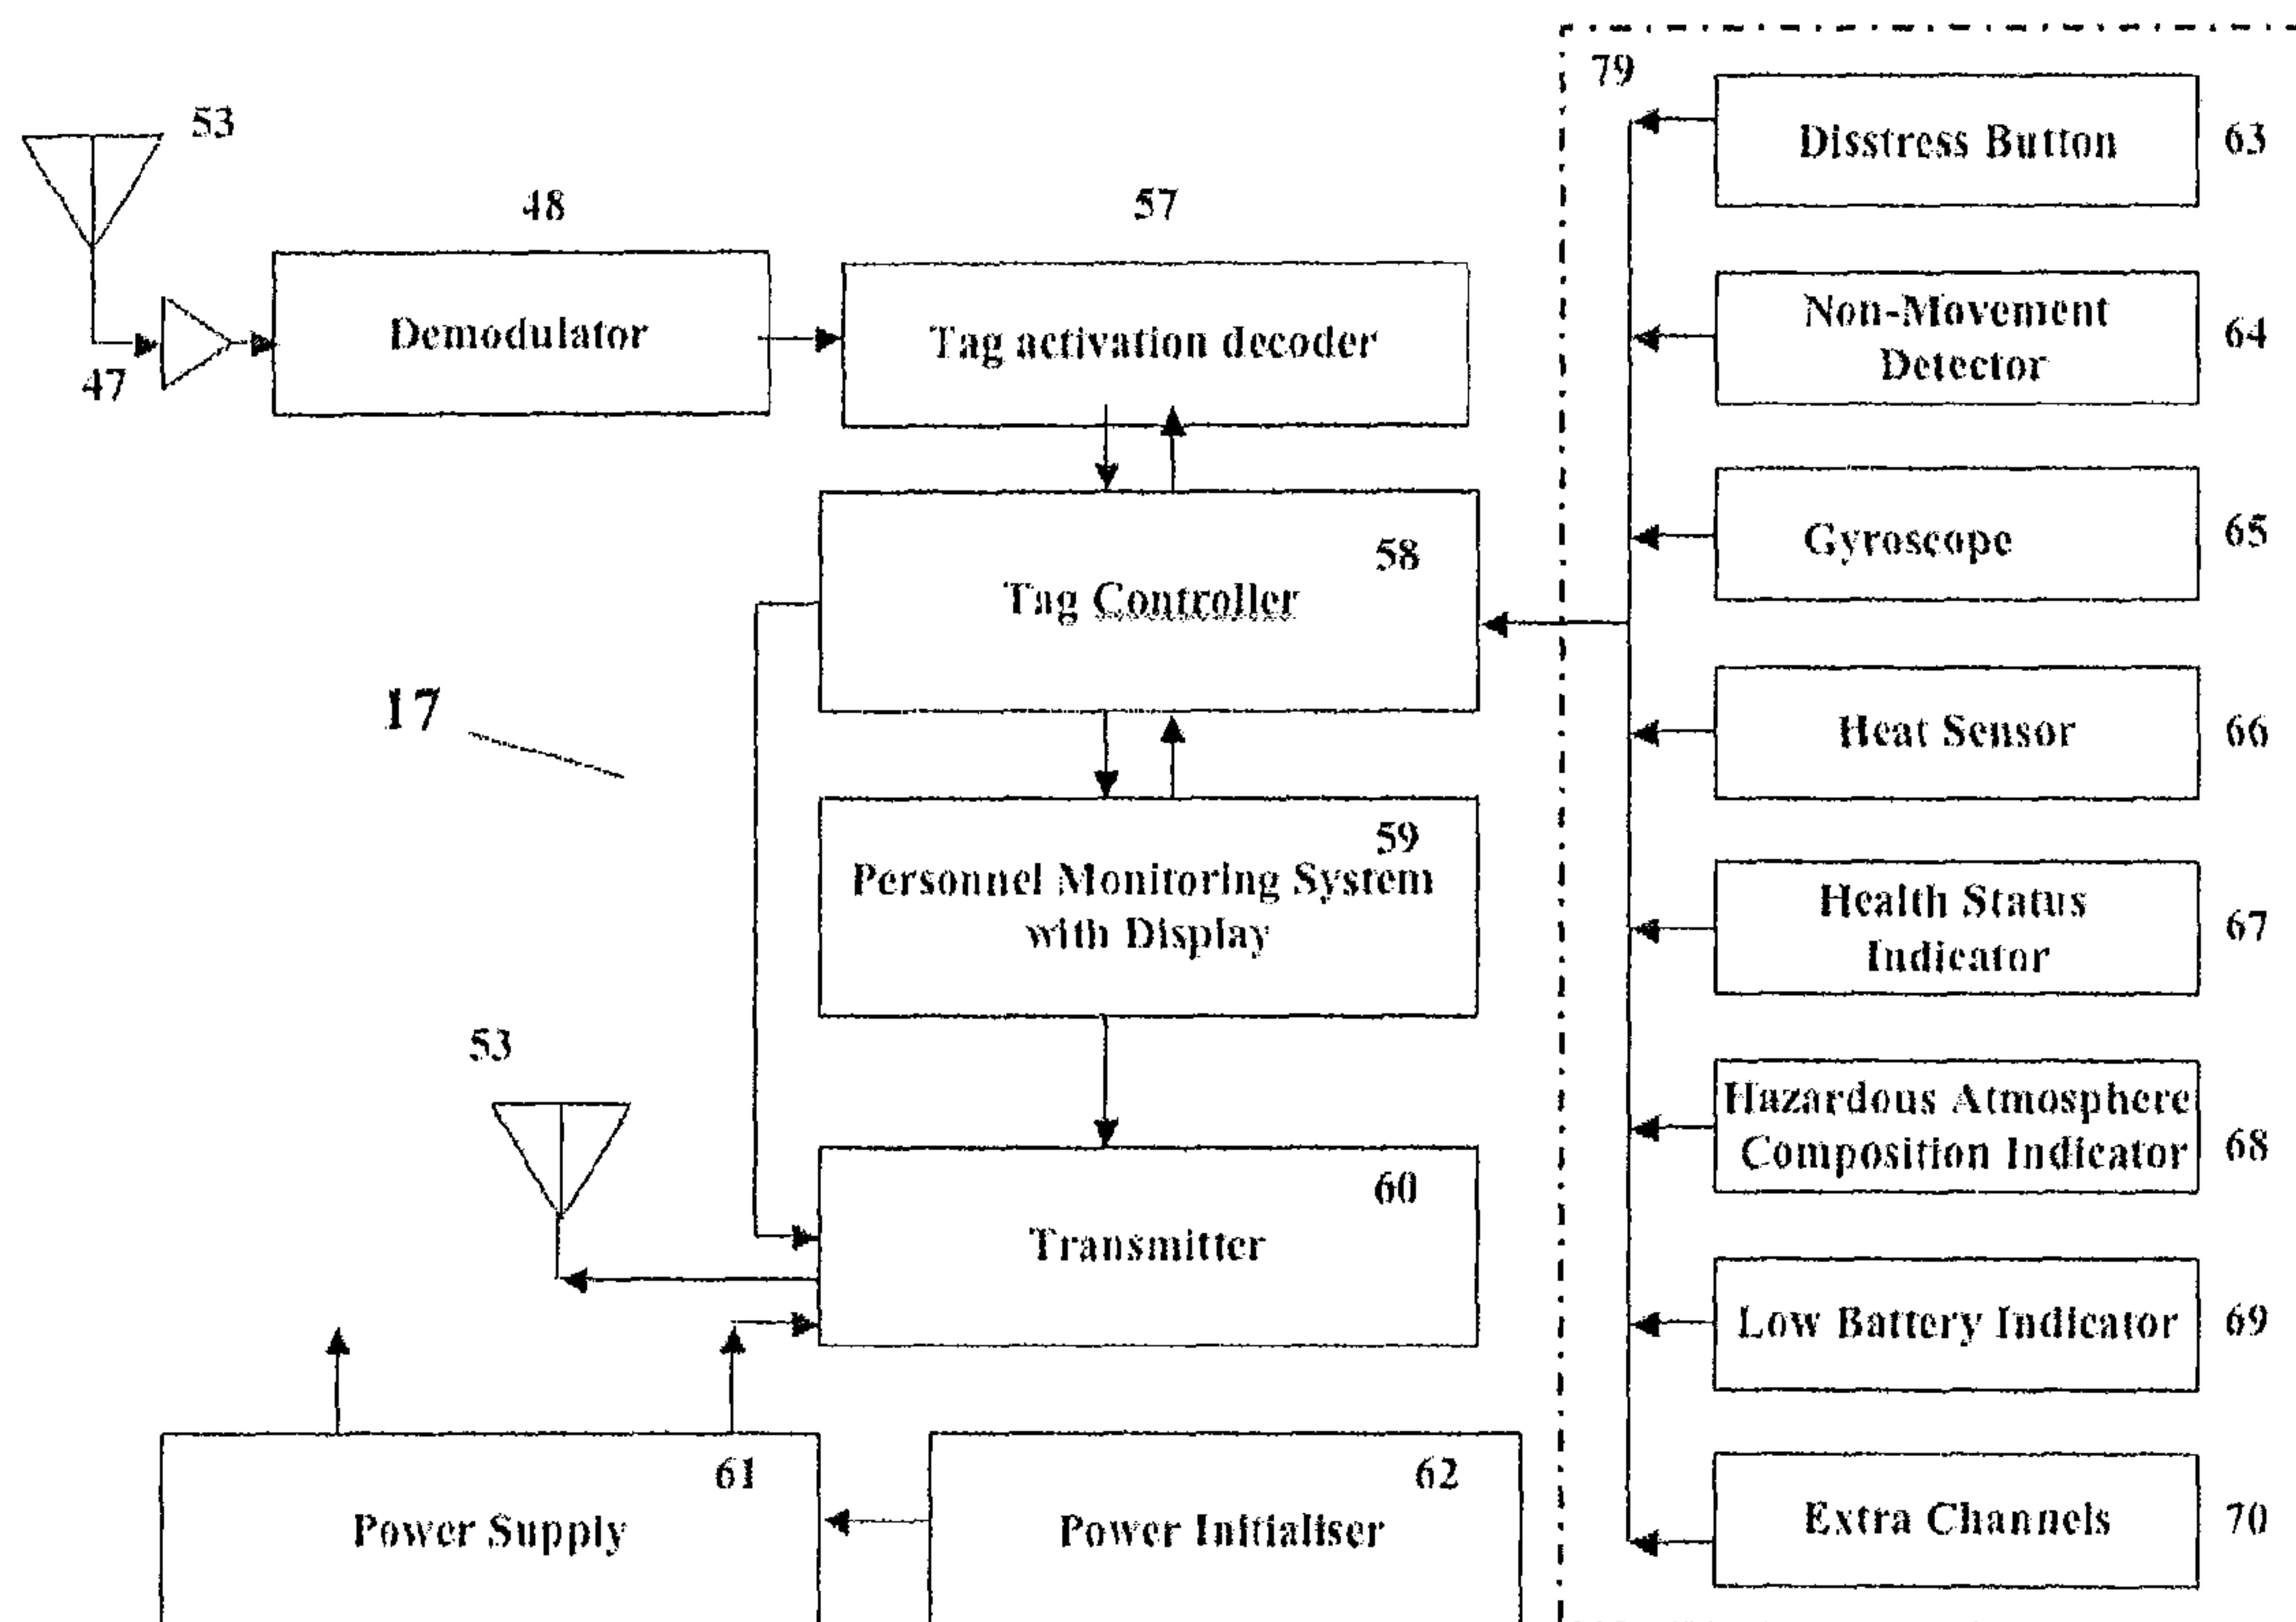 79
53
Disstress Button
63
48
57
Demodulator
Tag activation decoder
47
Non-Movement
Detector
64
58
Tag Controller
Gyroscope
65
17
Heat Sensor
66
59
Personnel Monitoring System
with Display
Health Status
Indicator
67
53
Hazardous Atmosphere
Composition Indicator
68
60
Transmitter
Low Battery Indicator
69
61
Power Supply
62
Power Initialiser
Extra Channels
70